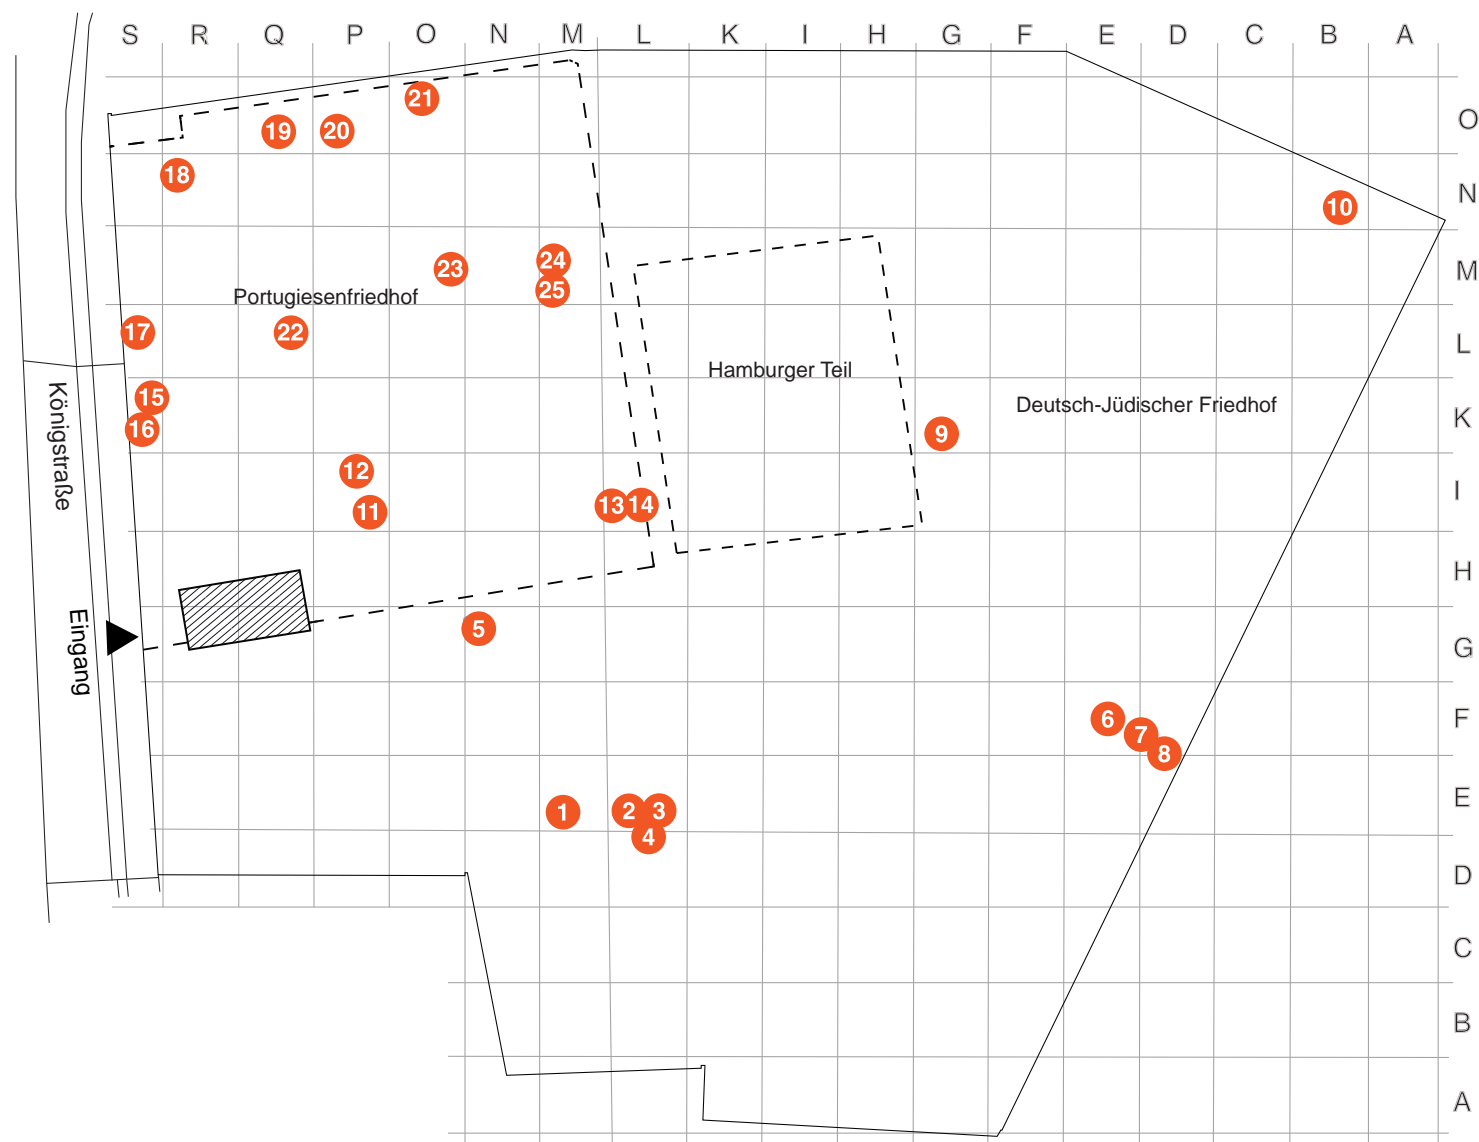 S R Q P O N M L K I H G F E D C B A
21
O
19 20
18
N
10
23
24
M
25
Portugiesenfriedhof
17
22
L
Hamburger Teil
15
Königstraße
Deutsch-Jüdischer Friedhof
16
9
K
12
13 14
I
11
H
Eingang
5
G
6
F
7
8
1
2 3
E
4
D
C
B
A